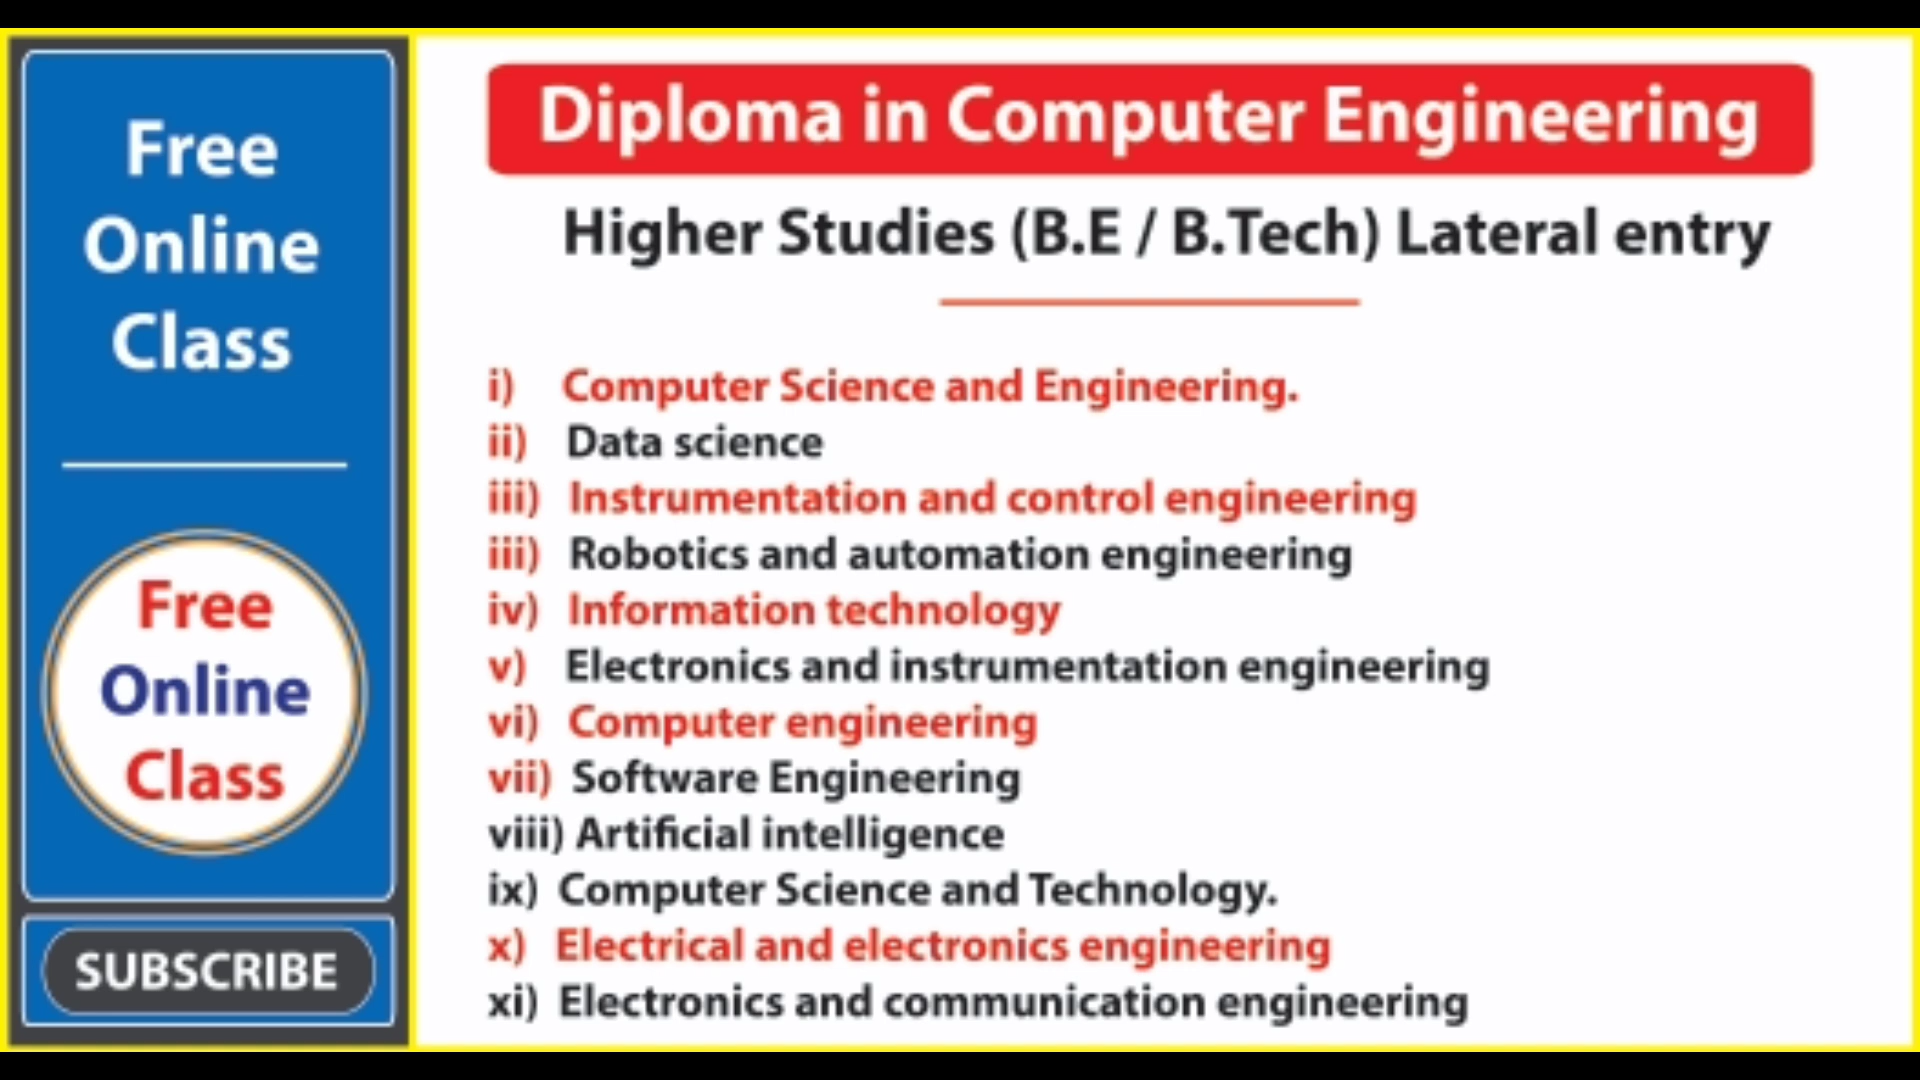 Free
Online
Class
Free
Online
Class
SUBSCRIBE
Diploma in Computer Engineering
Higher Studies (B.E / B.Tech) Lateral entry
i) Computer Science and Engineering.
ii) Data science
iii) Instrumentation and control engineering
iii) Robotics and automation engineering
iv) Information technology
v) Electronics and instrumentation engineering
vi) Computer engineering
vii) Software Engineering
viii) Artificial intelligence
ix) Computer Science and Technology.
x) Electrical and electronics engineering
xi) Electronics and communication engineering